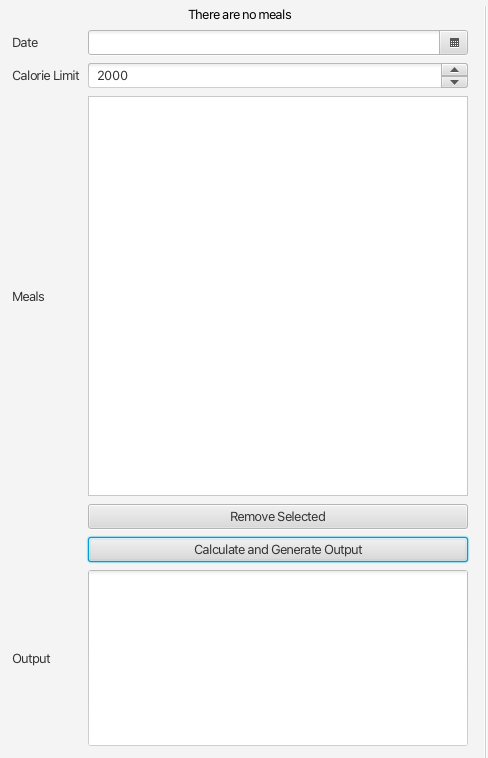 There are no meals
Date
Calorie Limit 2000
Meals
Remove Selected
Calculate and Generate Output
Output